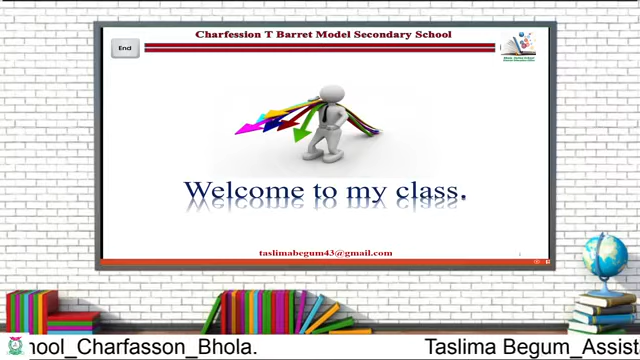 Charfession T Barret Model Secondary School
End
Welcome to my class.
taslimabegum43@gmail.com
hool_Charfasson_Bhola.
Taslima Begum_Assist